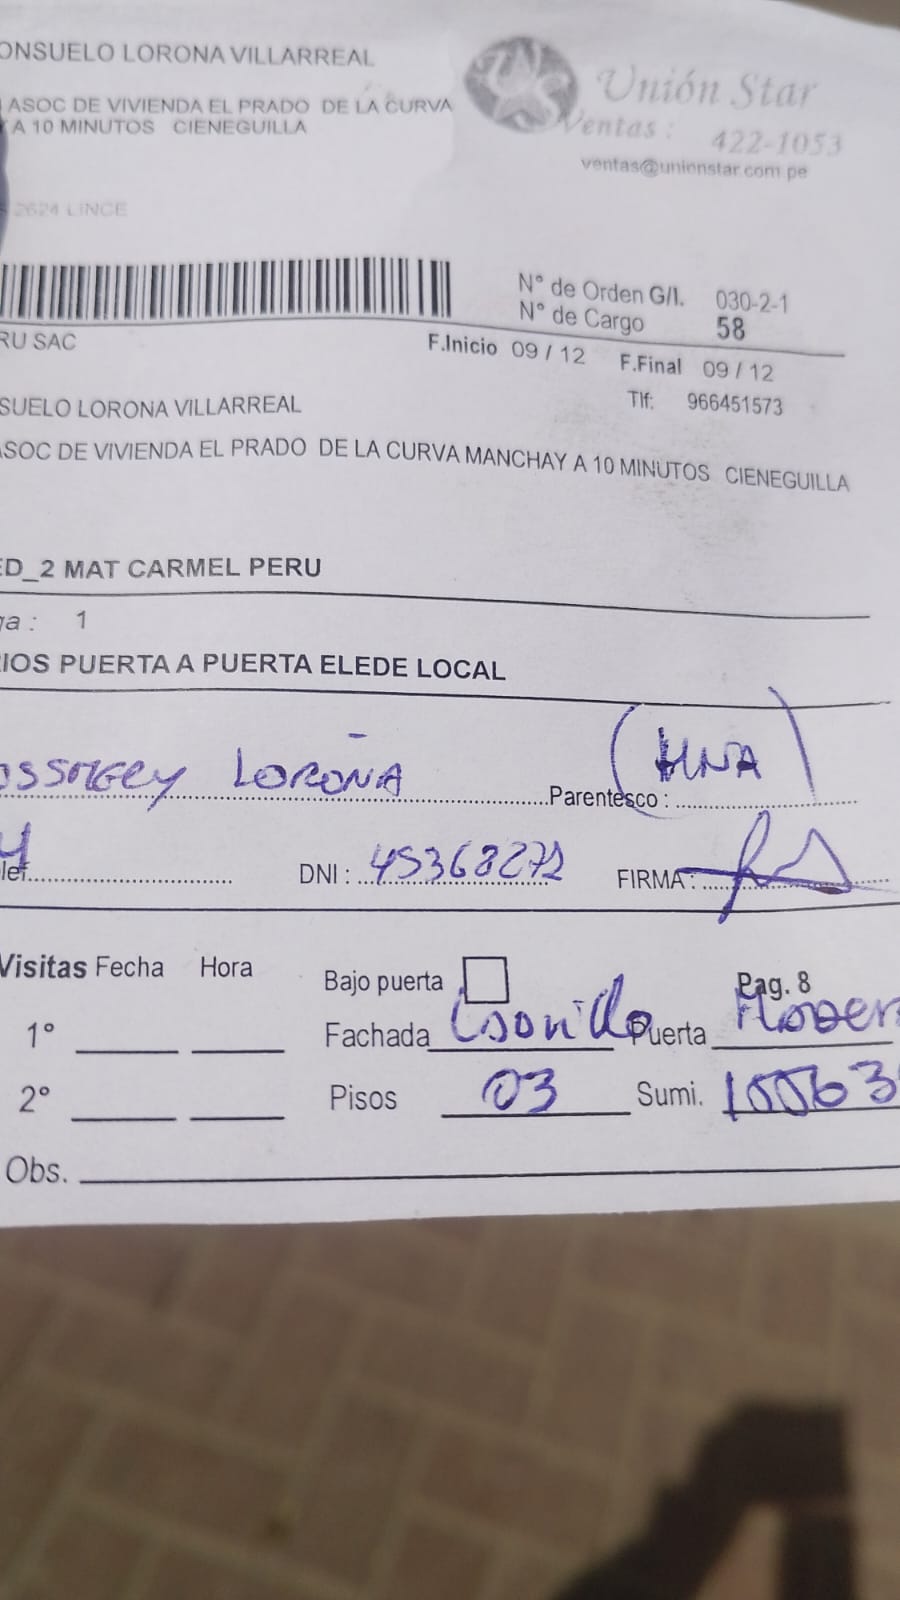 ONSUELO LORONA VILLARREAL
Unión Star
ASOC DE VIVIENDA EL PRADO DE LA CURVA
Y A 10 MINUTOS CIENEGUILLA
Ventas : 422-1053
ventas@unionstar.com.pe
2624 LINCE
N° de Orden G/I. 030-2-1
N° de Cargo 58
RU SAC
F.Inicio 09 / 12 F.Final 09 / 12
SUELO LORONA VILLARREAL
Tlf: 966451573
ASOC DE VIVIENDA EL PRADO DE LA CURVA MANCHAY A 10 MINUTOS CIENEGUILLA
ED_2 MAT CARMEL PERU
ga : 1
IOS PUERTA A PUERTA ELEDE LOCAL
LOROÑA
Parentesco :
DNI : FIRMA :
Visitas Fecha Hora
Bajo puerta Pag. 8
1° Fachada Puerta
2° Pisos 03 Sumi.
Obs.